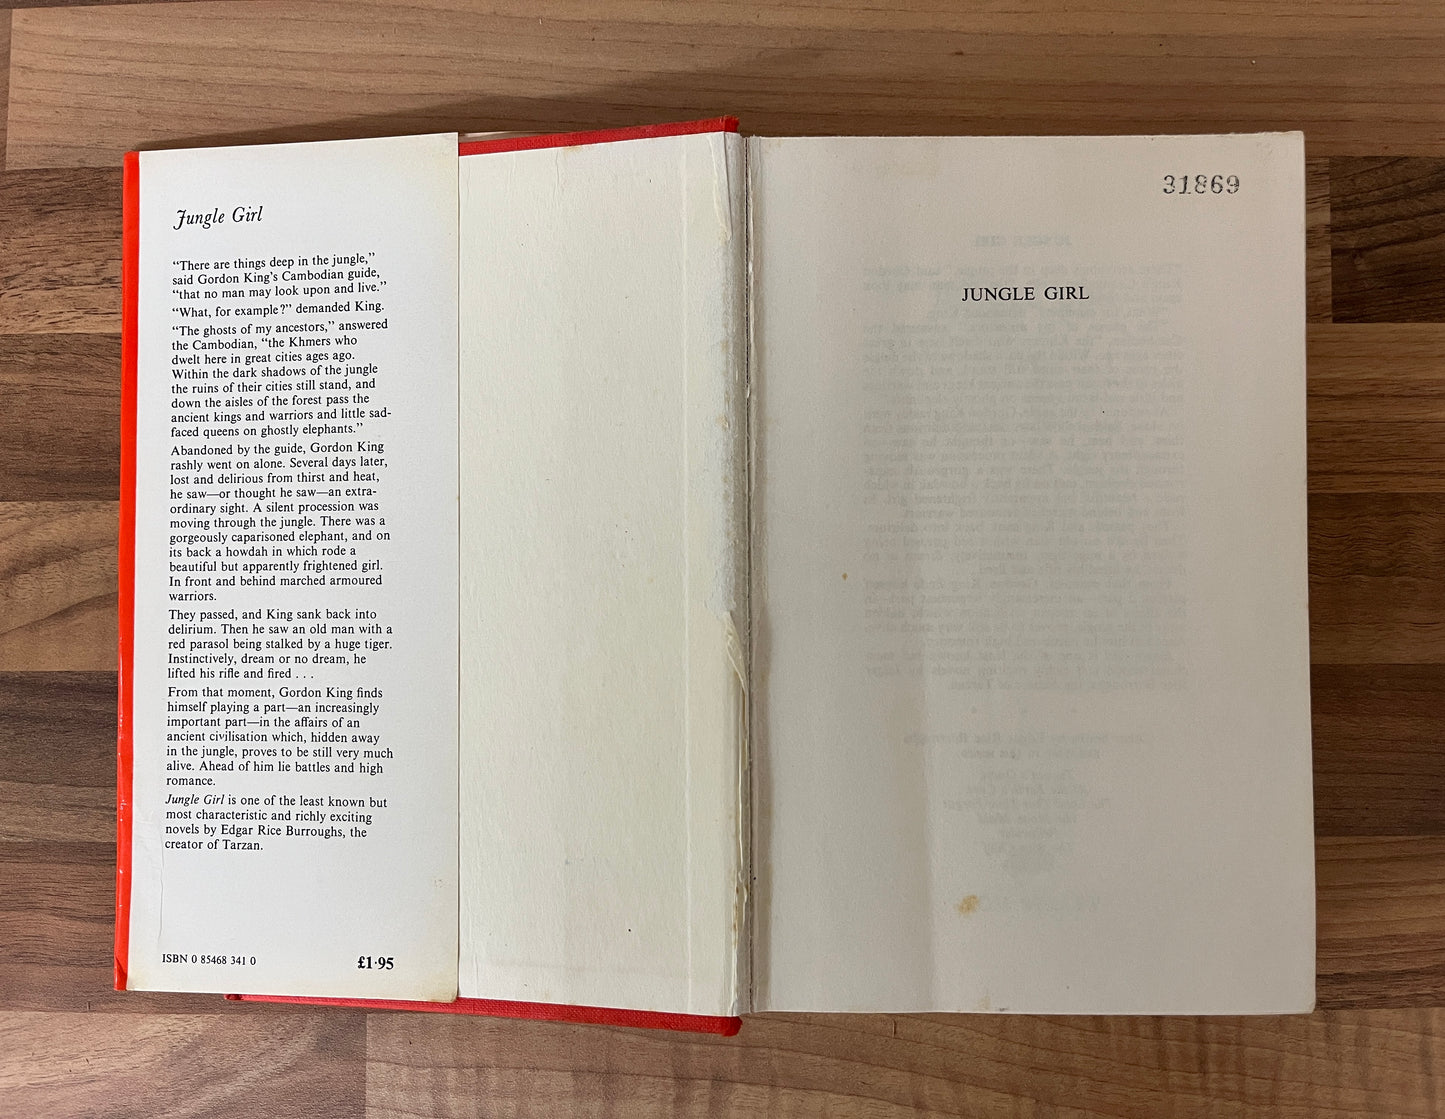 Jungle Girl
“There are things deep in the jungle,”
said Gordon King's Cambodian guide,
“that no man may look upon and live.”
“What, for example?” demanded King.
“The ghosts of my ancestors,” answered
the Cambodian, “the Khmers who
dwelt here in great cities ages ago.
Within the dark shadows of the jungle
the ruins of their cities still stand, and
down the aisles of the forest pass the
ancient kings and warriors and little sad-
faced queens on ghostly elephants.”
Abandoned by the guide, Gordon King
rashly went on alone. Several days later,
lost and delirious from thirst and heat,
he saw—or thought he saw—an extra-
ordinary sight. A silent procession was
moving through the jungle. There was a
gorgeously caparisoned elephant, and on
its back a howdah in which rode a
beautiful but apparently frightened girl.
In front and behind marched armoured
warriors.
They passed, and King sank back into
delirium. Then he saw an old man with a
red parasol being stalked by a huge tiger.
Instinctively, dream or no dream, he
lifted his rifle and fired . . .
From that moment, Gordon King finds
himself playing a part—an increasingly
important part—in the affairs of an
ancient civilisation which, hidden away
in the jungle, proves to be still very much
alive. Ahead of him lie battles and high
romance.
Jungle Girl is one of the least known but
most characteristic and richly exciting
novels by Edgar Rice Burroughs, the
creator of Tarzan.
ISBN 0 85468 341 0
£1·95
31869
JUNGLE GIRL